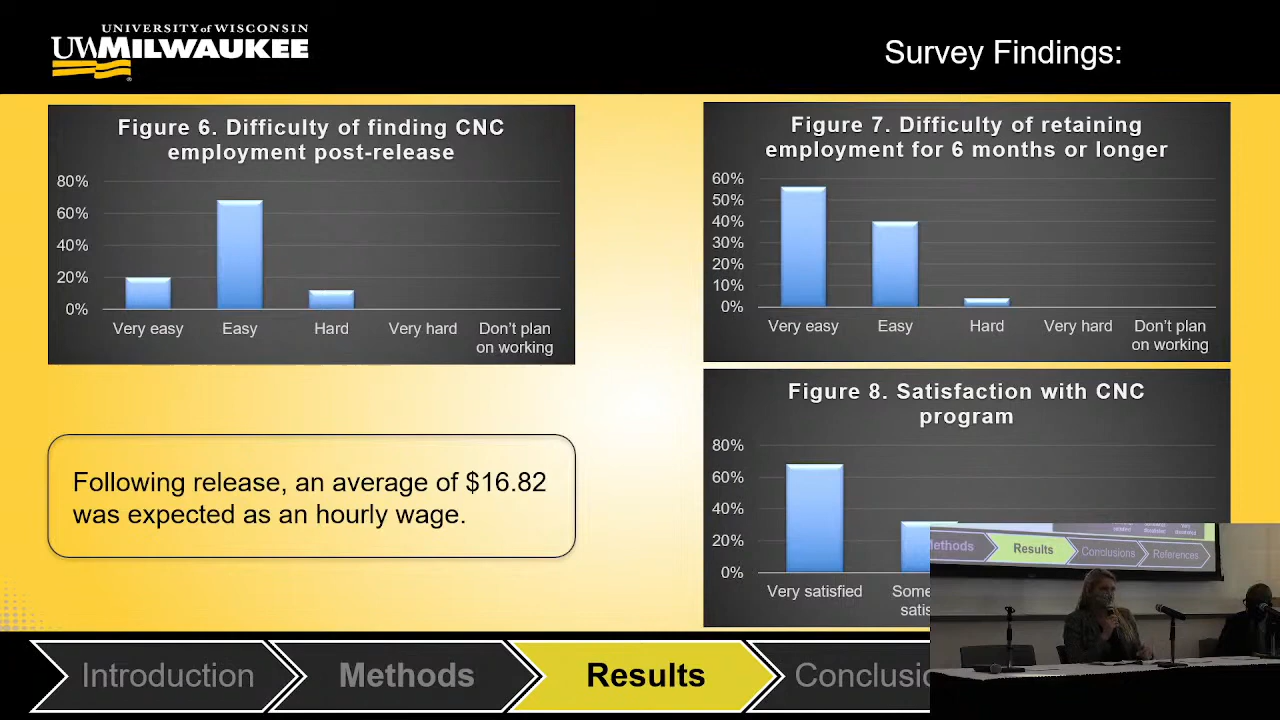 UNIVERSITY of WISCONSIN
UWMILWAUKEE
Survey Findings:
Figure 6. Difficulty of finding CNC
employment post-release
80%
60%
40%
20%
0%
Very easy Easy Hard Very hard Don't plan
on working
Figure 7. Difficulty of retaining
employment for 6 months or longer
60%
50%
40%
30%
20%
10%
0%
Very easy Easy Hard Very hard Don't plan
on working
Following release, an average of $16.82
was expected as an hourly wage.
Figure 8. Satisfaction with CNC
program
80%
60%
40%
20%
0%
Very satisfied Some
satis
Methods Results Conclusions References
Introduction Methods Results Conclusio